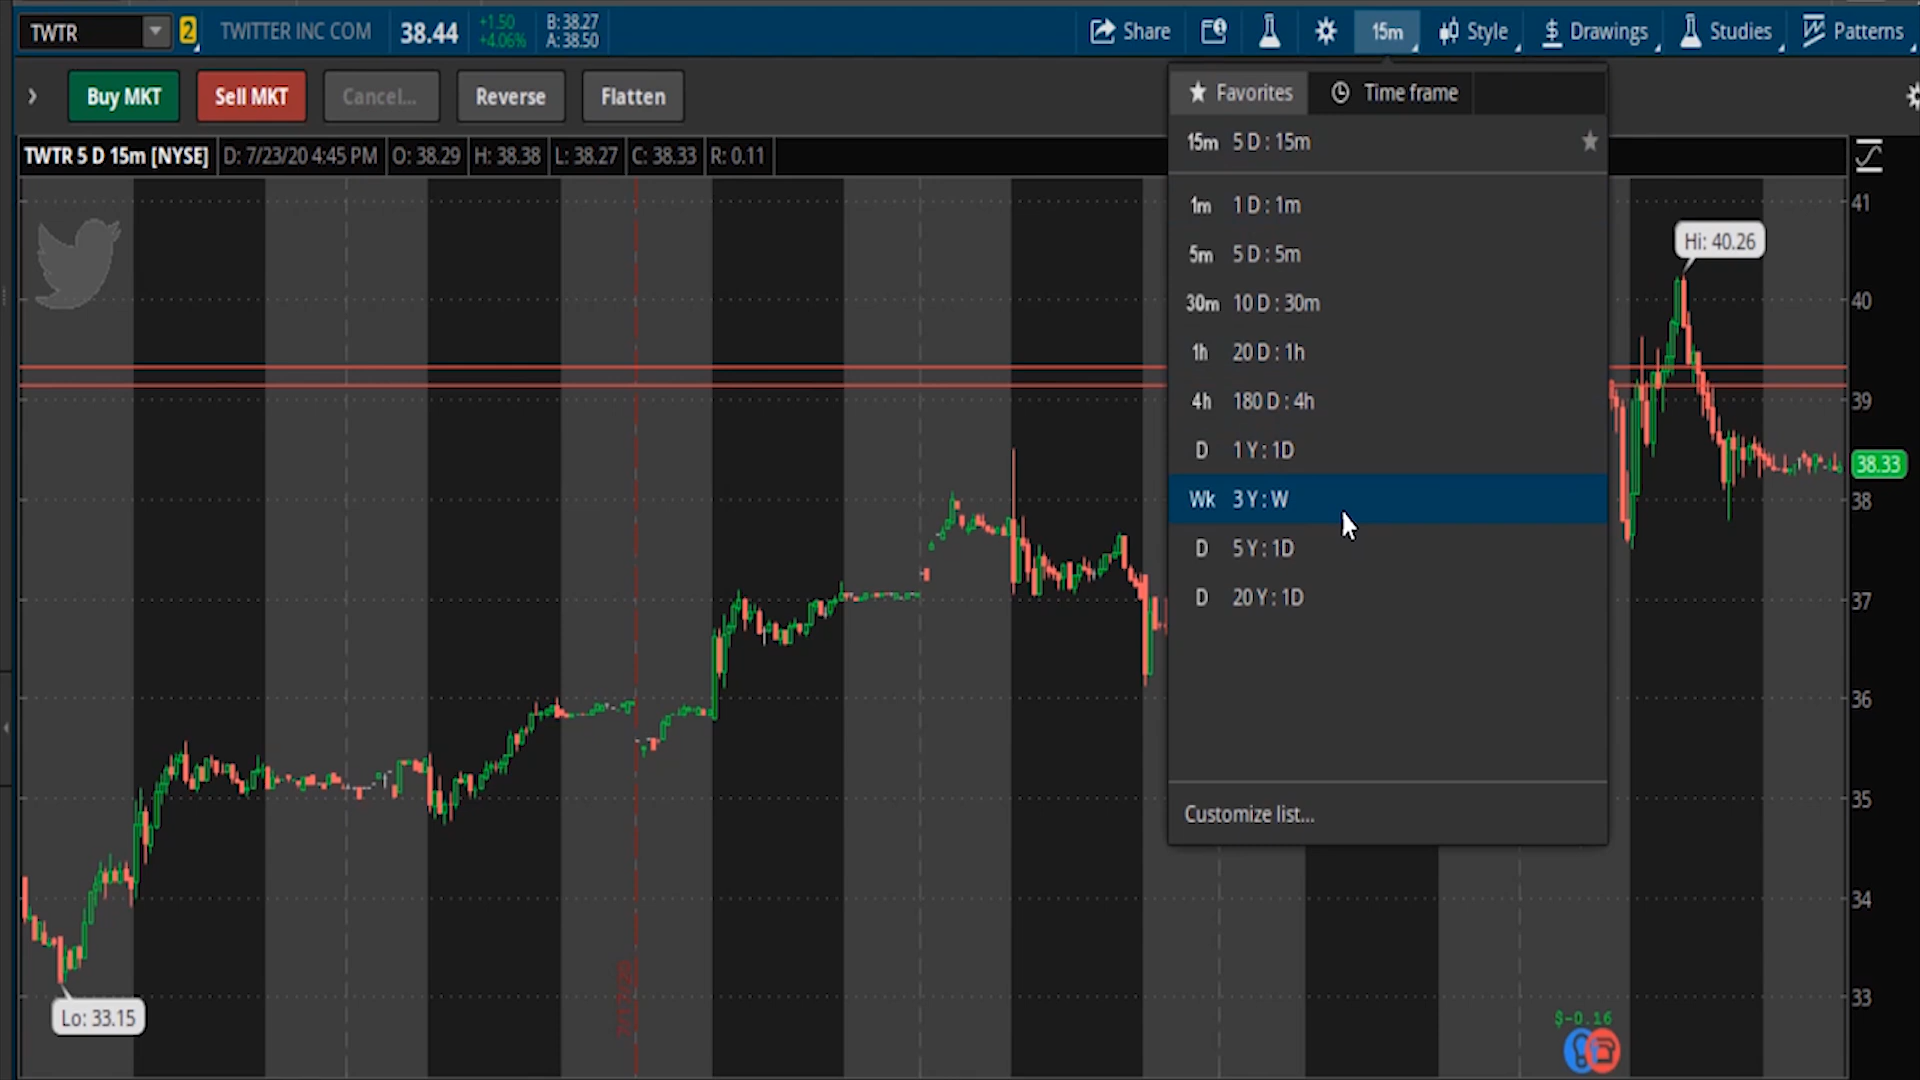 TWTR
2
TWITTER INC COM
38.44
+1.50
+4.06%
B: 38.27
A: 38.50
Share
15m
Style
$ Drawings
Studies
Patterns
Buy MKT
Sell MKT
Cancel...
Reverse
Flatten
Favorites
Time frame
TWTR 5 D 15m [NYSE]
D: 7/23/20 4:45 PM
O: 38.29
H: 38.38
L: 38.27
C: 38.33
R: 0.11
15m 5 D : 15m
1m 1 D : 1m
5m 5 D : 5m
30m 10 D : 30m
1h 20 D : 1h
4h 180 D : 4h
D 1 Y : 1D
Wk 3 Y : W
D 5 Y : 1D
D 20 Y : 1D
Customize list...
Hi: 40.26
Lo: 33.15
41
40
39
38.33
38
37
36
35
34
33
$-0.16